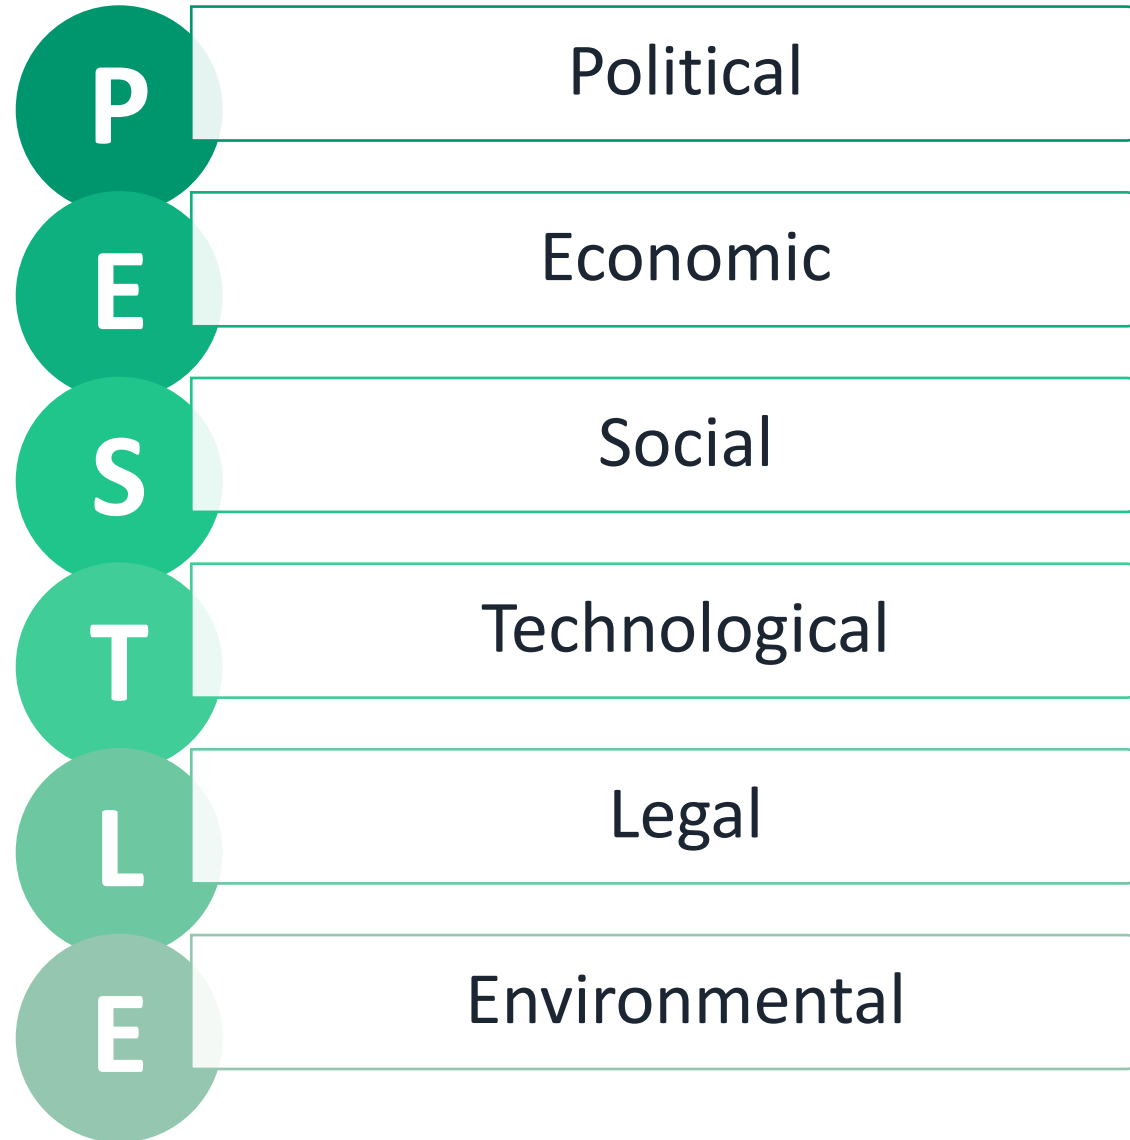 P Political
E Economic
S Social
T Technological
L Legal
E Environmental